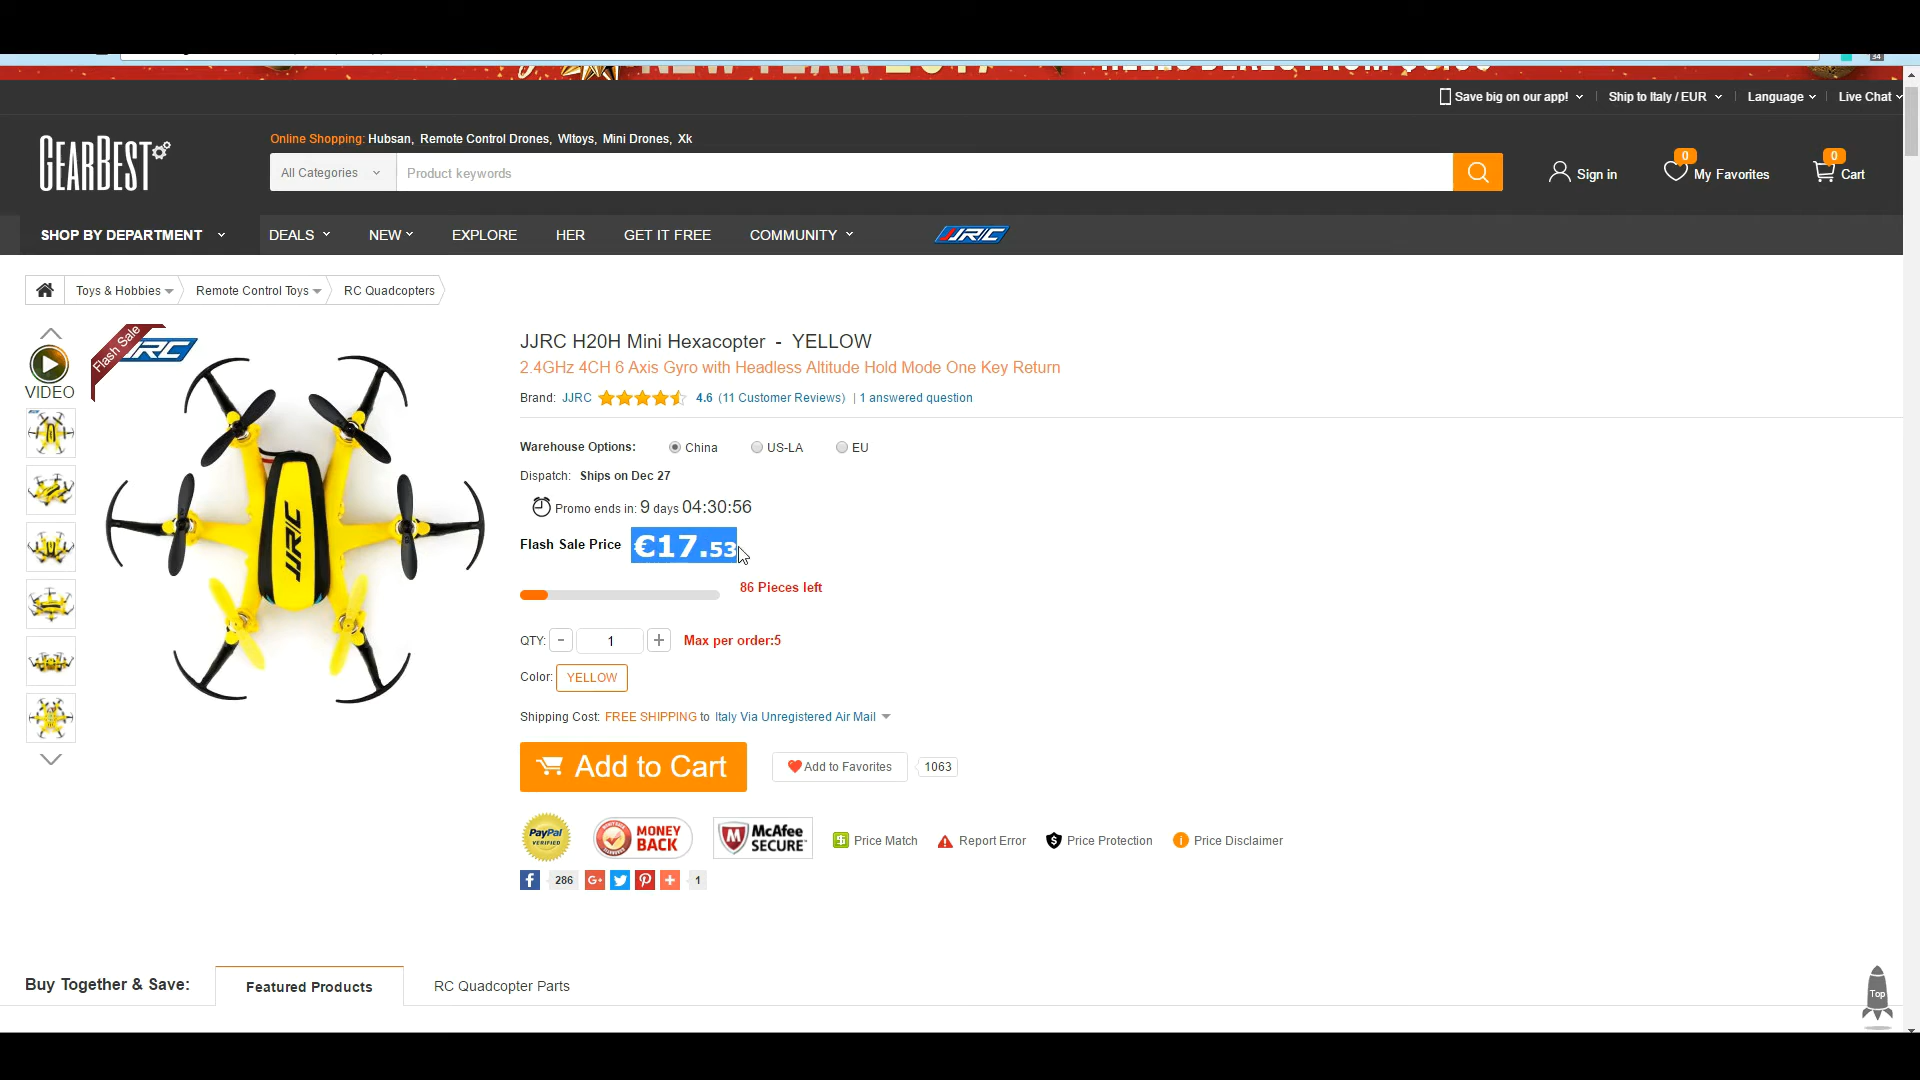 Save big on our app!
Ship to Italy / EUR
Language
Live Chat
GEARBEST
Online Shopping: Hubsan, Remote Control Drones, Wltoys, Mini Drones, Xk
All Categories
Product keywords
Sign in
0
My Favorites
0
Cart
SHOP BY DEPARTMENT
DEALS
NEW
EXPLORE
HER
GET IT FREE
COMMUNITY
JJRC
Toys & Hobbies
Remote Control Toys
RC Quadcopters
Flash Sale
VIDEO
JJRC
JJRC H20H Mini Hexacopter - YELLOW
2.4GHz 4CH 6 Axis Gyro with Headless Altitude Hold Mode One Key Return
Brand: JJRC 4.6 (11 Customer Reviews) | 1 answered question
Warehouse Options: China US-LA EU
Dispatch: Ships on Dec 27
Promo ends in: 9 days 04:30:56
Flash Sale Price €17.53
86 Pieces left
QTY: - 1 + Max per order:5
Color: YELLOW
Shipping Cost: FREE SHIPPING to Italy Via Unregistered Air Mail
Add to Cart
Add to Favorites
1063
PayPal
VERIFIED
MONEY
BACK
McAfee
SECURE
Price Match
Report Error
Price Protection
Price Disclaimer
286
G+
1
Buy Together & Save:
Featured Products
RC Quadcopter Parts
Top